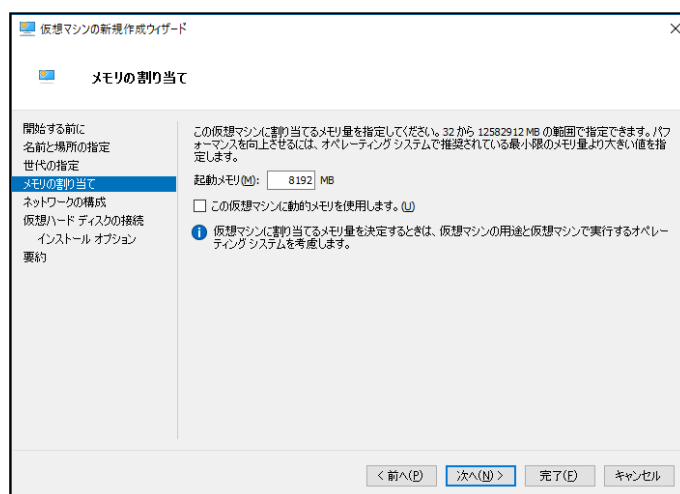 仮想マシンの新規作成ウィザード
メモリの割り当て
開始する前に
名前と場所の指定
世代の指定
メモリの割り当て
ネットワークの構成
仮想ハード ディスクの接続
インストール オプション
要約
この仮想マシンに割り当てるメモリ量を指定してください。32 から 12582912 MB の範囲で指定できます。パフ
ォーマンスを向上させるには、オペレーティング システムで推奨されている最小限のメモリ量より大きい値を指
定します。
起動メモリ(M): 8192 MB
この仮想マシンに動的メモリを使用します。(U)
仮想マシンに割り当てるメモリ量を決定するときは、仮想マシンの用途と仮想マシンで実行するオペレー
ティング システムを考慮します。
< 前へ(P) 次へ(N) > 完了(F) キャンセル